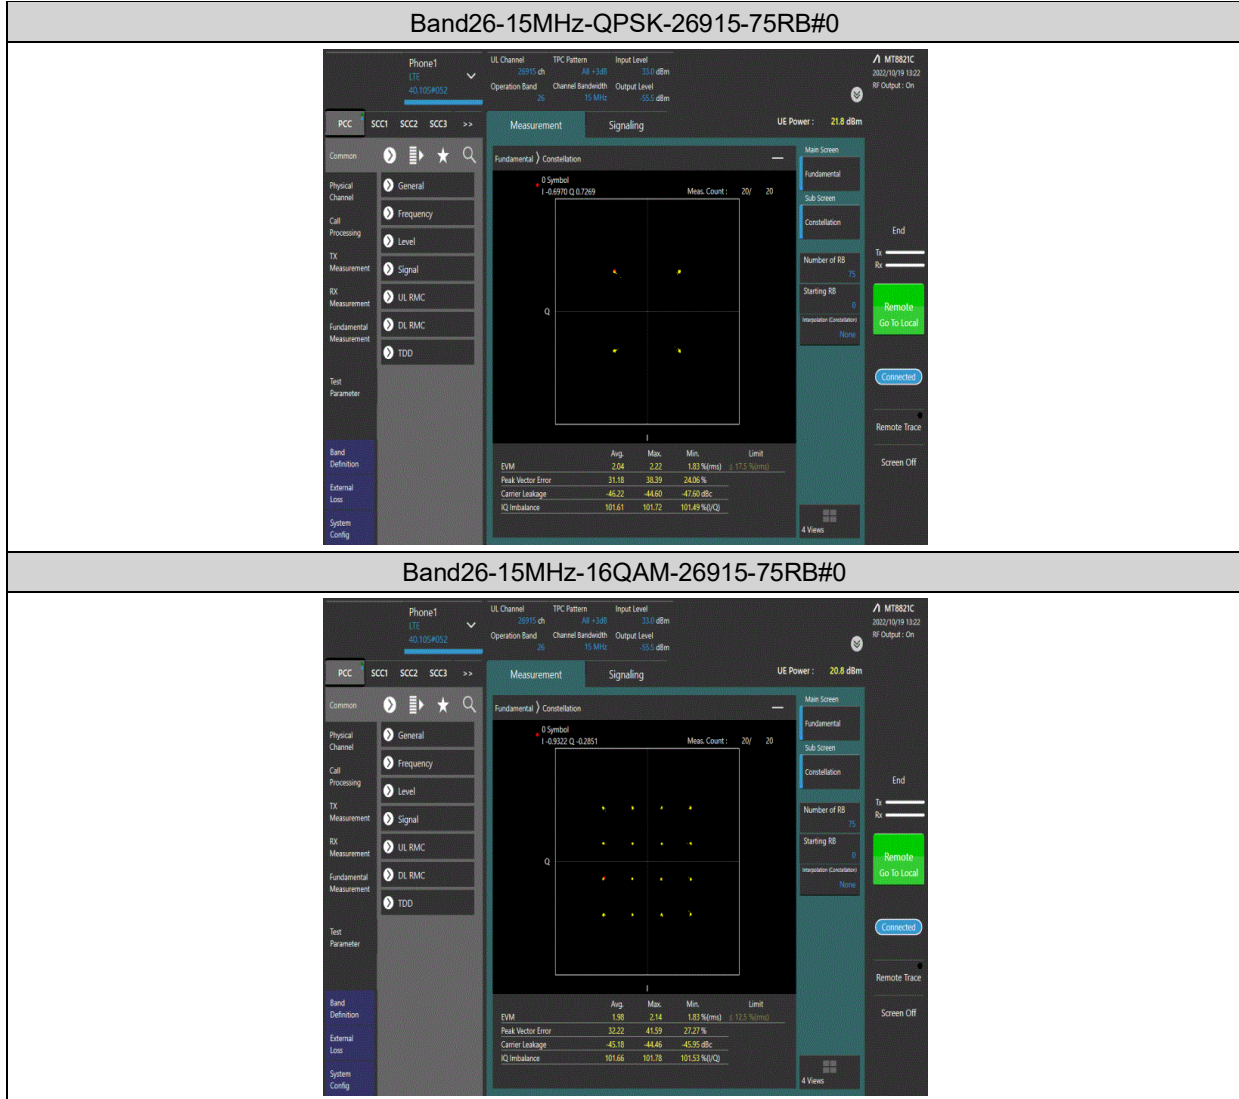 Band26-15MHz-QPSK-26915-75RB#0
Phone1
LTE
40.105#052
UL Channel TPC Pattern Input Level
26915 ch All +3dB 33.0 dBm
Operation Band Channel Bandwidth Output Level
26 15 MHz -55.5 dBm
MT8821C
2022/10/19 13:22
RF Output : On
PCC SCC1 SCC2 SCC3 >>
Measurement Signaling
UE Power : 21.8 dBm
Common
Physical Channel
Call Processing
TX Measurement
RX Measurement
Fundamental Measurement
Test Parameter
Band Definition
External Loss
System Config
General
Frequency
Level
Signal
UL RMC
DL RMC
TDD
Fundamental Constellation
0 Symbol
I -0.6970 Q 0.7269 Meas. Count : 20/ 20
Q
I
Avg. Max. Min. Limit
EVM 2.04 2.22 1.83 %(rms) ≤ 17.5 %(rms)
Peak Vector Error 31.18 38.39 24.06 %
Carrier Leakage -46.22 -44.60 -47.60 dBc
IQ Imbalance 101.61 101.72 101.49 %(I/Q)
Main Screen
Fundamental
Sub Screen
Constellation
Number of RB
75
Starting RB
0
Interpolation (Constellation)
None
4 Views
End
Tx
Rx
Remote
Go To Local
Connected
Remote Trace
Screen Off
Band26-15MHz-16QAM-26915-75RB#0
Phone1
LTE
40.105#052
UL Channel TPC Pattern Input Level
26915 ch All +3dB 33.0 dBm
Operation Band Channel Bandwidth Output Level
26 15 MHz -55.5 dBm
MT8821C
2022/10/19 13:22
RF Output : On
PCC SCC1 SCC2 SCC3 >>
Measurement Signaling
UE Power : 20.8 dBm
Common
Physical Channel
Call Processing
TX Measurement
RX Measurement
Fundamental Measurement
Test Parameter
Band Definition
External Loss
System Config
General
Frequency
Level
Signal
UL RMC
DL RMC
TDD
Fundamental Constellation
0 Symbol
I -0.9322 Q -0.2851 Meas. Count : 20/ 20
Q
I
Avg. Max. Min. Limit
EVM 1.98 2.14 1.83 %(rms) ≤ 12.5 %(rms)
Peak Vector Error 32.22 41.59 27.27 %
Carrier Leakage -45.18 -44.46 -45.95 dBc
IQ Imbalance 101.66 101.78 101.53 %(I/Q)
Main Screen
Fundamental
Sub Screen
Constellation
Number of RB
75
Starting RB
0
Interpolation (Constellation)
None
4 Views
End
Tx
Rx
Remote
Go To Local
Connected
Remote Trace
Screen Off